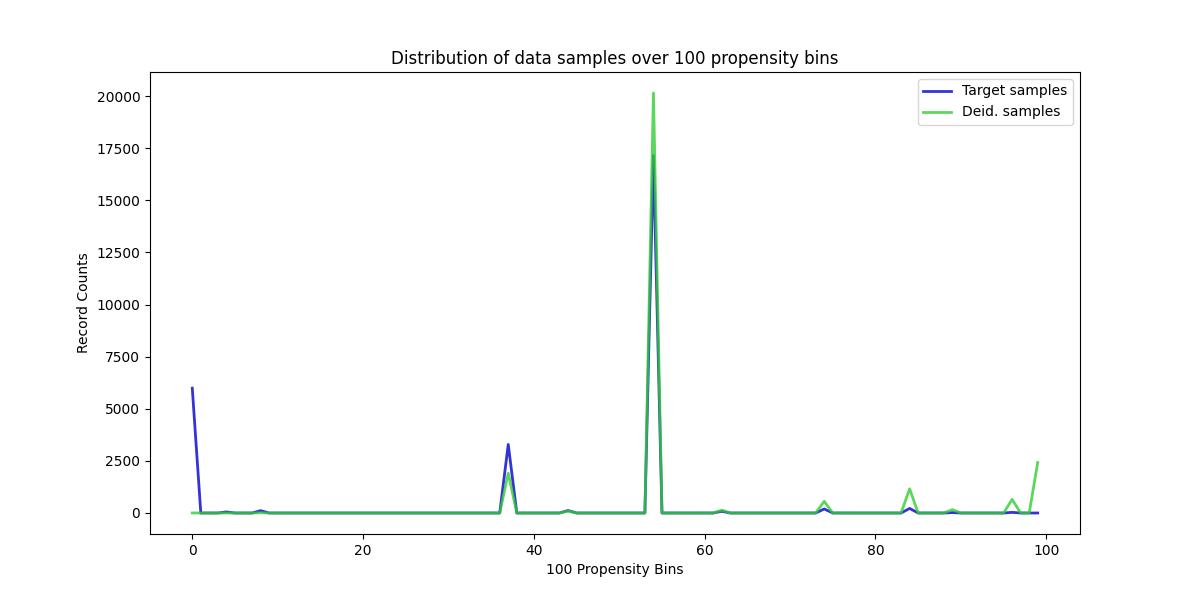 Distribution of data samples over 100 propensity bins
Target samples
Deid. samples
Record Counts
20000
17500
15000
12500
10000
7500
5000
2500
0
0 20 40 60 80 100
100 Propensity Bins